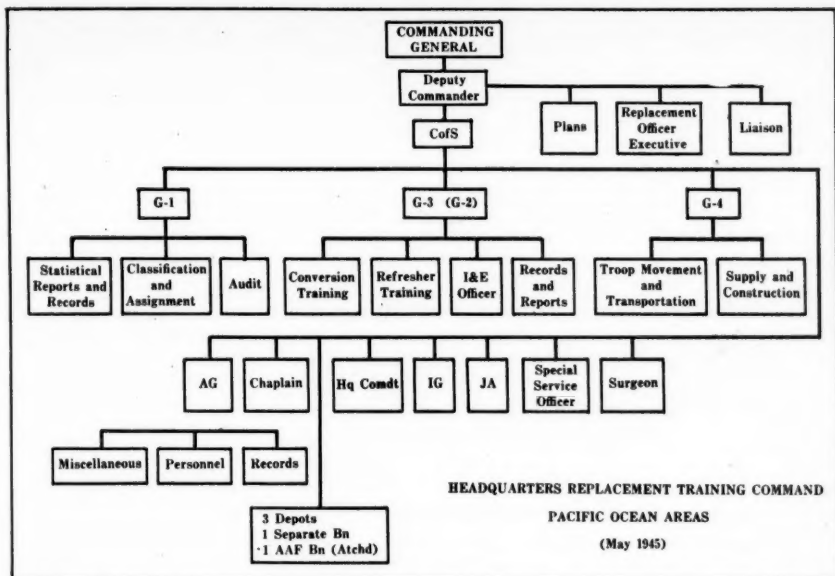 COMMANDING
GENERAL
Deputy
Commander
CofS
Plans
Replacement
Officer
Executive
Liaison
G-1
G-3 (G-2)
G-4
Statistical
Reports and
Records
Classification
and
Assignment
Audit
Conversion
Training
Refresher
Training
I&E
Officer
Records
and
Reports
Troop Movement
and
Transportation
Supply and
Construction
AG
Chaplain
Hq Comdt
IG
JA
Special
Service
Officer
Surgeon
Miscellaneous
Personnel
Records
3 Depots
1 Separate Bn
1 AAF Bn (Atchd)
HEADQUARTERS REPLACEMENT TRAINING COMMAND
PACIFIC OCEAN AREAS
(May 1945)